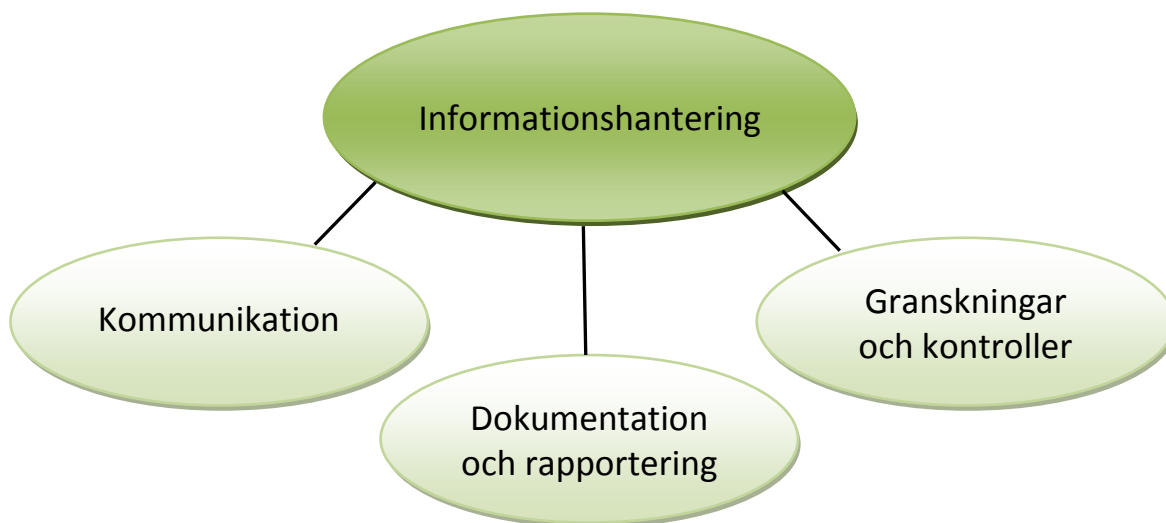 Informationshantering
Kommunikation
Granskningar
och kontroller
Dokumentation
och rapportering